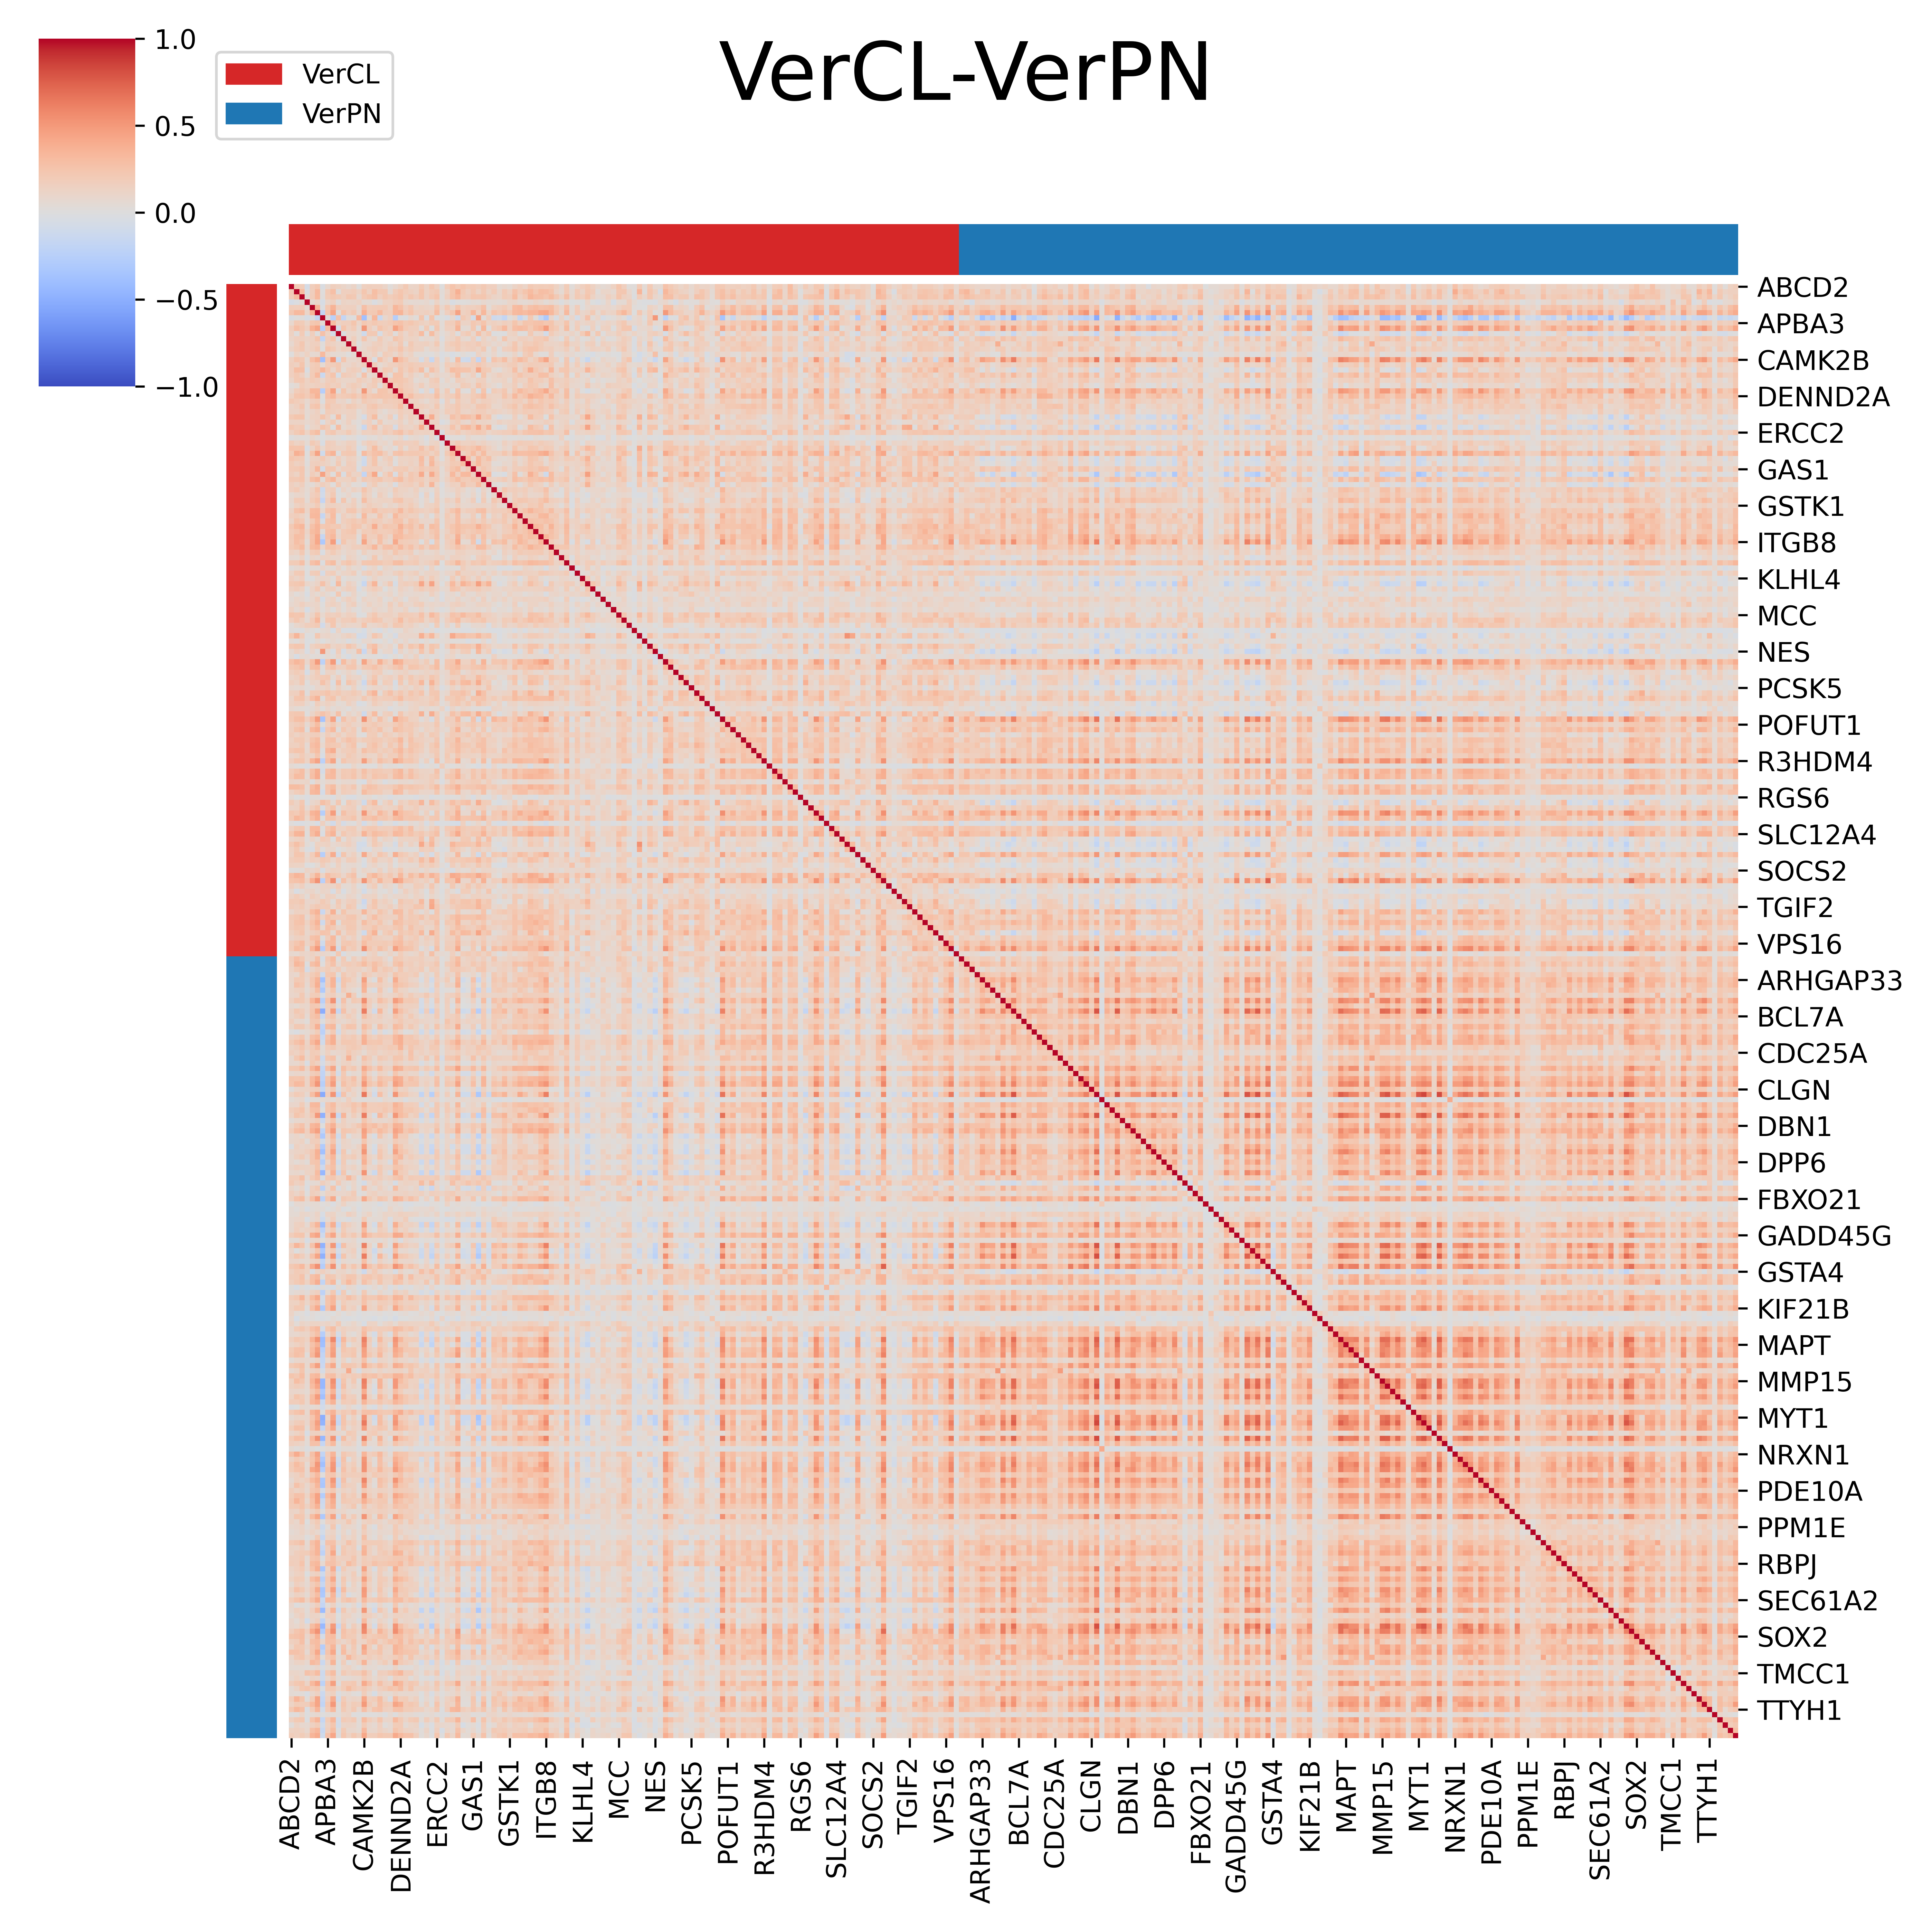 VerCL-VerPN
1.0
0.5
0.0
−0.5
−1.0
VerCL
VerPN
ABCD2
APBA3
CAMK2B
DENND2A
ERCC2
GAS1
GSTK1
ITGB8
KLHL4
MCC
NES
PCSK5
POFUT1
R3HDM4
RGS6
SLC12A4
SOCS2
TGIF2
VPS16
ARHGAP33
BCL7A
CDC25A
CLGN
DBN1
DPP6
FBXO21
GADD45G
GSTA4
KIF21B
MAPT
MMP15
MYT1
NRXN1
PDE10A
PPM1E
RBPJ
SEC61A2
SOX2
TMCC1
TTYH1
ABCD2
APBA3
CAMK2B
DENND2A
ERCC2
GAS1
GSTK1
ITGB8
KLHL4
MCC
NES
PCSK5
POFUT1
R3HDM4
RGS6
SLC12A4
SOCS2
TGIF2
VPS16
ARHGAP33
BCL7A
CDC25A
CLGN
DBN1
DPP6
FBXO21
GADD45G
GSTA4
KIF21B
MAPT
MMP15
MYT1
NRXN1
PDE10A
PPM1E
RBPJ
SEC61A2
SOX2
TMCC1
TTYH1